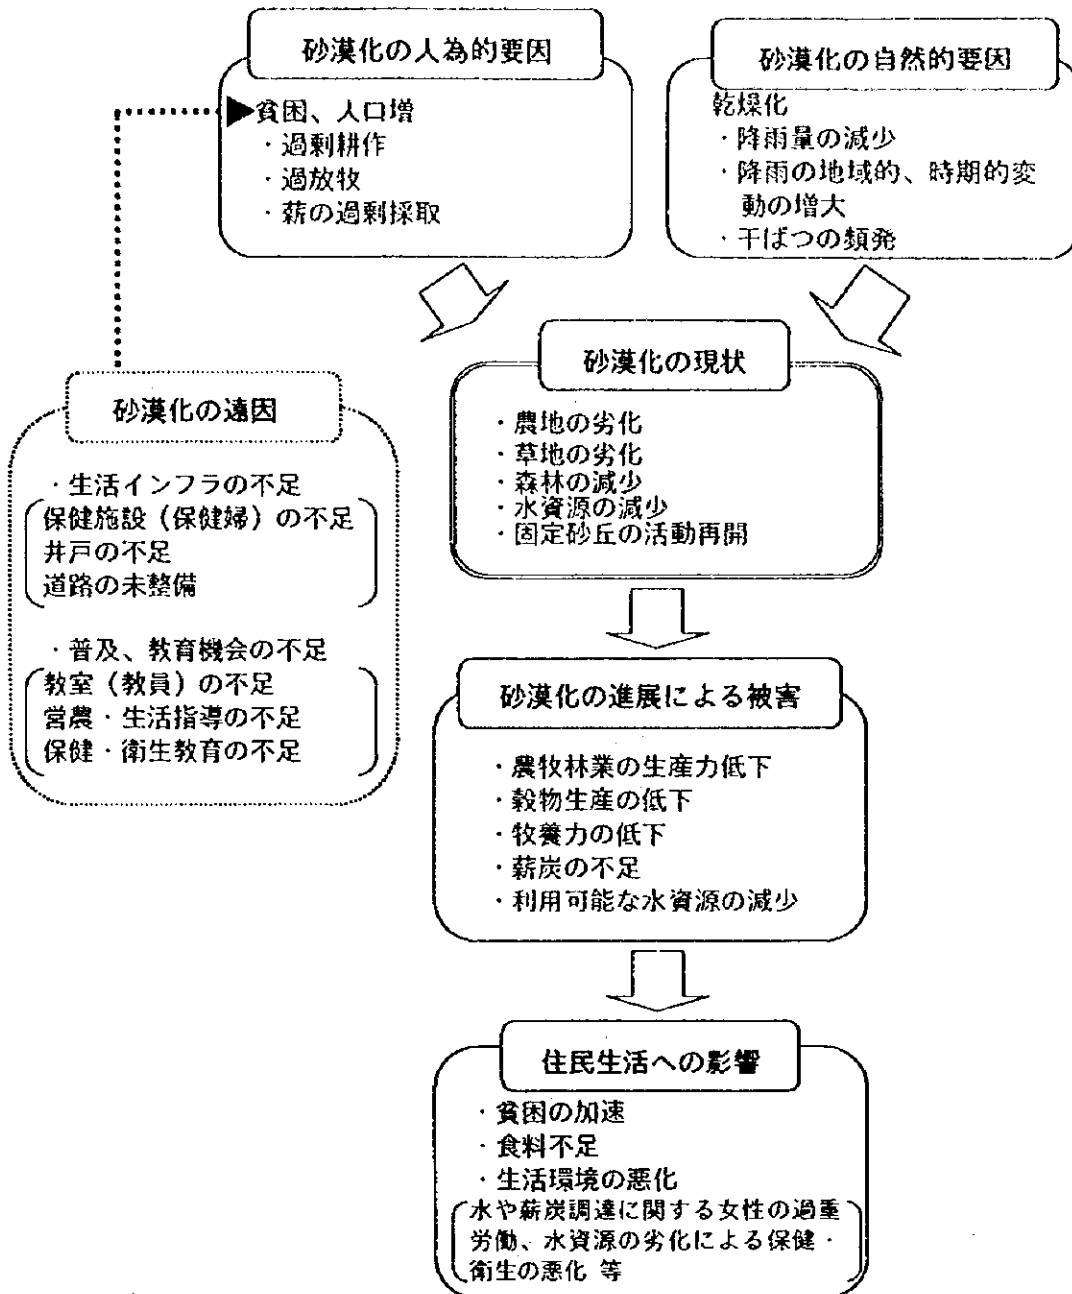 砂漠化の人為的要因
貧困、人口増
・過剰耕作
・過放牧
・薪の過剰採取
砂漠化の自然的要因
乾燥化
・降雨量の減少
・降雨の地域的、時期的変
動の増大
・干ばつの頻発
砂漠化の現状
・農地の劣化
・草地の劣化
・森林の減少
・水資源の減少
・固定砂丘の活動再開
砂漠化の遠因
・生活インフラの不足
保健施設（保健婦）の不足
井戸の不足
道路の未整備
・普及、教育機会の不足
教室（教員）の不足
営農・生活指導の不足
保健・衛生教育の不足
砂漠化の進展による被害
・農牧林業の生産力低下
・穀物生産の低下
・牧養力の低下
・薪炭の不足
・利用可能な水資源の減少
住民生活への影響
・貧困の加速
・食料不足
・生活環境の悪化
水や薪炭調達に関する女性の過重
労働、水資源の劣化による保健・
衛生の悪化 等